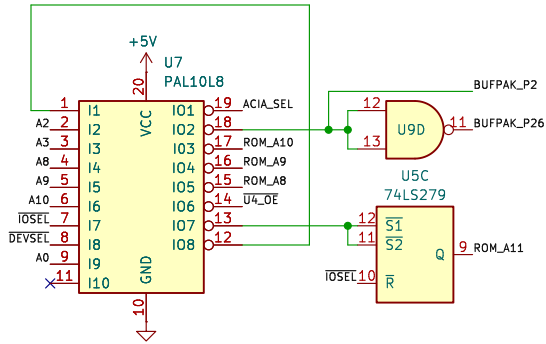 +5V
U7
PAL10L8
20
VCC
1 I1 IO1 19 ACIA_SEL
A2 2 I2 IO2 18
A3 3 I3 IO3 17 ROM_A10
A8 4 I4 IO4 16 ROM_A9
A9 5 I5 IO5 15 ROM_A8
A10 6 I6 IO6 14 U4_OE
IOSEL 7 I7 IO7 13
DEVSEL 8 I8 IO8 12
A0 9 I9
11 I10
GND
10
BUFPAK_P2
12
13
U9D
11 BUFPAK_P26
U5C
74LS279
12 S1
11 S2
Q 9 ROM_A11
IOSEL 10 R